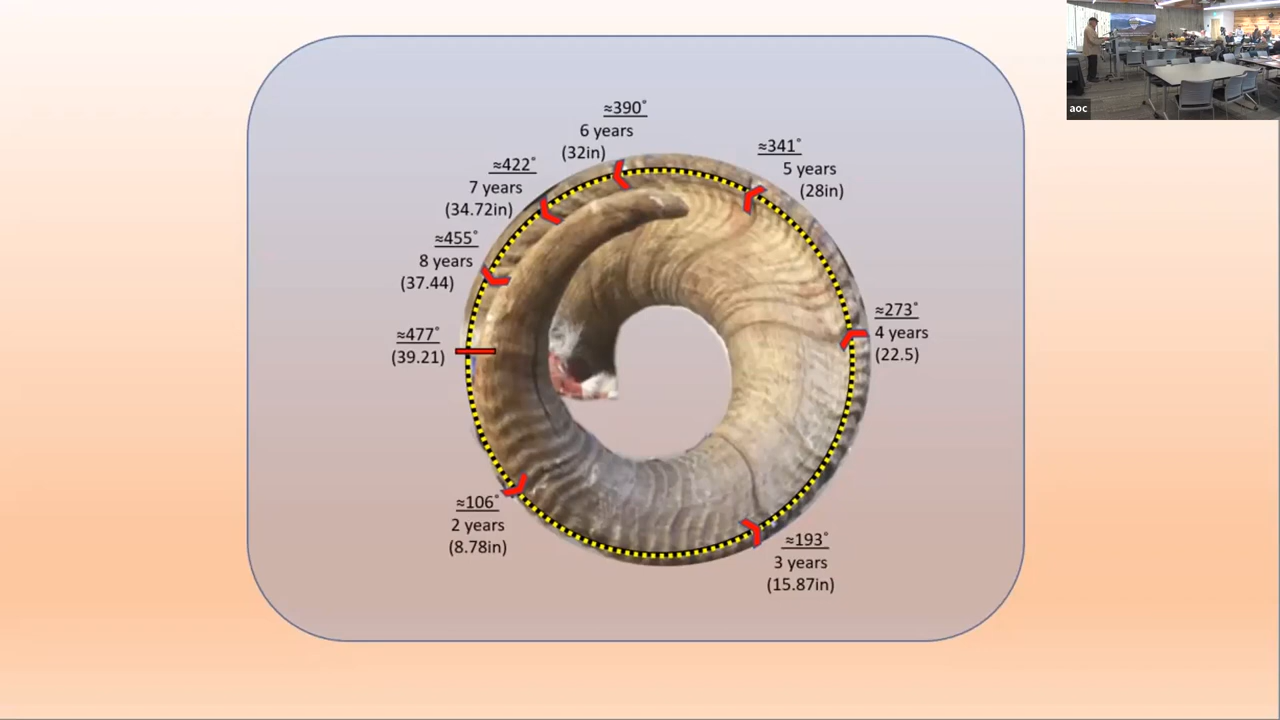 ≈390˚
6 years
(32in)
≈341˚
5 years
(28in)
≈422˚
7 years
(34.72in)
≈455˚
8 years
(37.44)
≈273˚
4 years
(22.5)
≈477˚
(39.21)
≈106˚
2 years
(8.78in)
≈193˚
3 years
(15.87in)
aoc